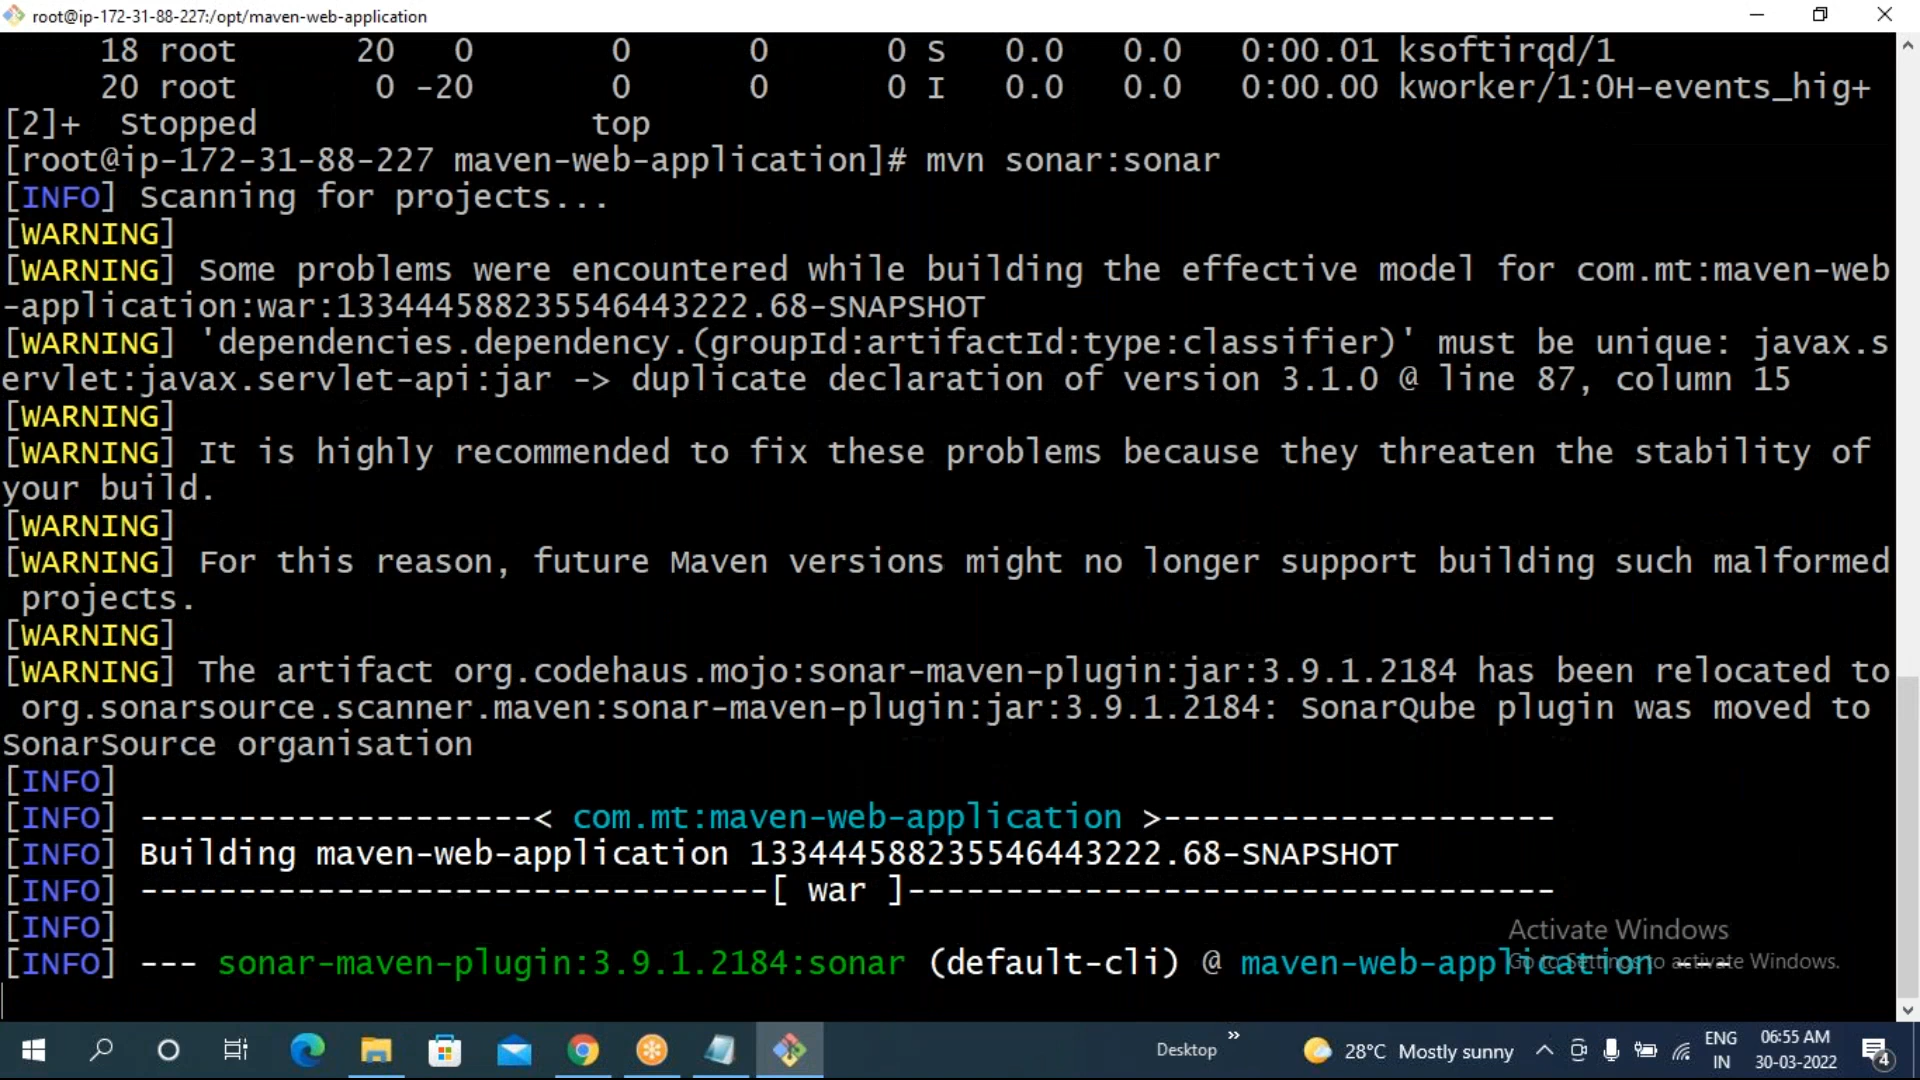 root@ip-172-31-88-227:/opt/maven-web-application
18 root 20 0 0 0 0 S 0.0 0.0 0:00.01 ksoftirqd/1
20 root 0 -20 0 0 0 I 0.0 0.0 0:00.00 kworker/1:0H-events_hig+
[2]+ Stopped top
[root@ip-172-31-88-227 maven-web-application]# mvn sonar:sonar
[INFO] Scanning for projects...
[WARNING]
[WARNING] Some problems were encountered while building the effective model for com.mt:maven-web
-application:war:133444588235546443222.68-SNAPSHOT
[WARNING] 'dependencies.dependency.(groupId:artifactId:type:classifier)' must be unique: javax.s
ervlet:javax.servlet-api:jar -> duplicate declaration of version 3.1.0 @ line 87, column 15
[WARNING]
[WARNING] It is highly recommended to fix these problems because they threaten the stability of
your build.
[WARNING]
[WARNING] For this reason, future Maven versions might no longer support building such malformed
projects.
[WARNING]
[WARNING] The artifact org.codehaus.mojo:sonar-maven-plugin:jar:3.9.1.2184 has been relocated to
org.sonarsource.scanner.maven:sonar-maven-plugin:jar:3.9.1.2184: SonarQube plugin was moved to
SonarSource organisation
[INFO]
[INFO] --------------------< com.mt:maven-web-application >--------------------
[INFO] Building maven-web-application 133444588235546443222.68-SNAPSHOT
[INFO] --------------------------------[ war ]---------------------------------
[INFO]
[INFO] --- sonar-maven-plugin:3.9.1.2184:sonar (default-cli) @ maven-web-application ---
Activate Windows
Go to Settings to activate Windows.
Desktop
28°C Mostly sunny
ENG
IN
06:55 AM
30-03-2022
4